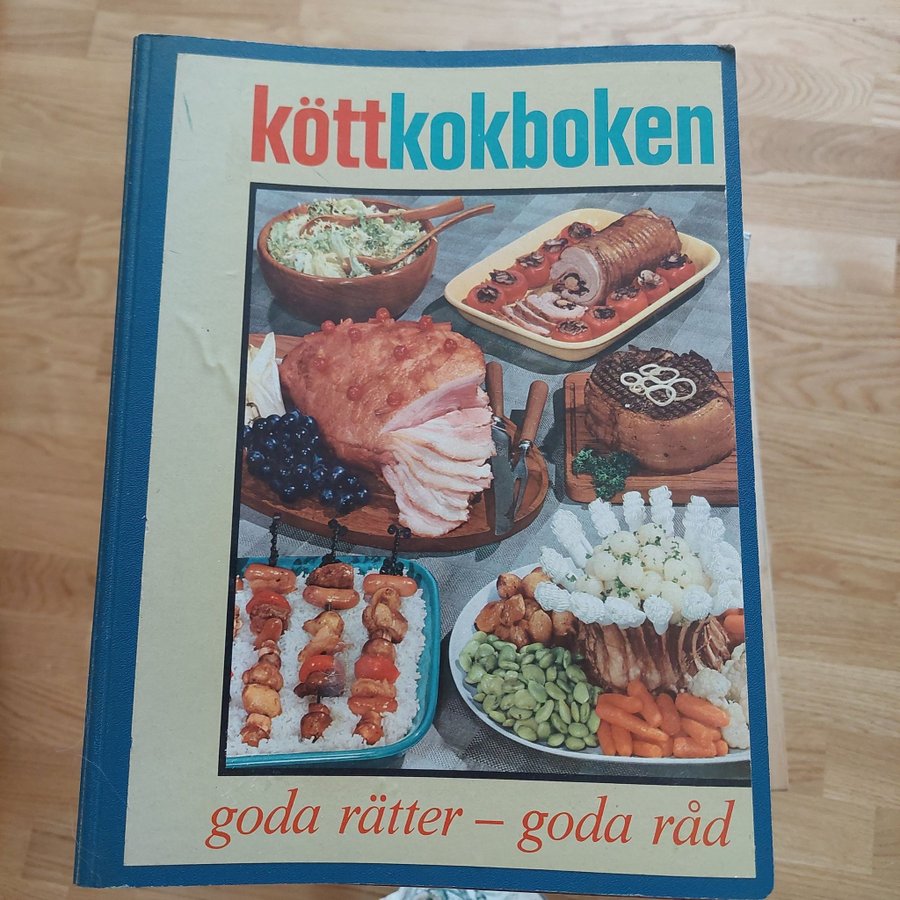 köttkokboken
goda rätter – goda råd